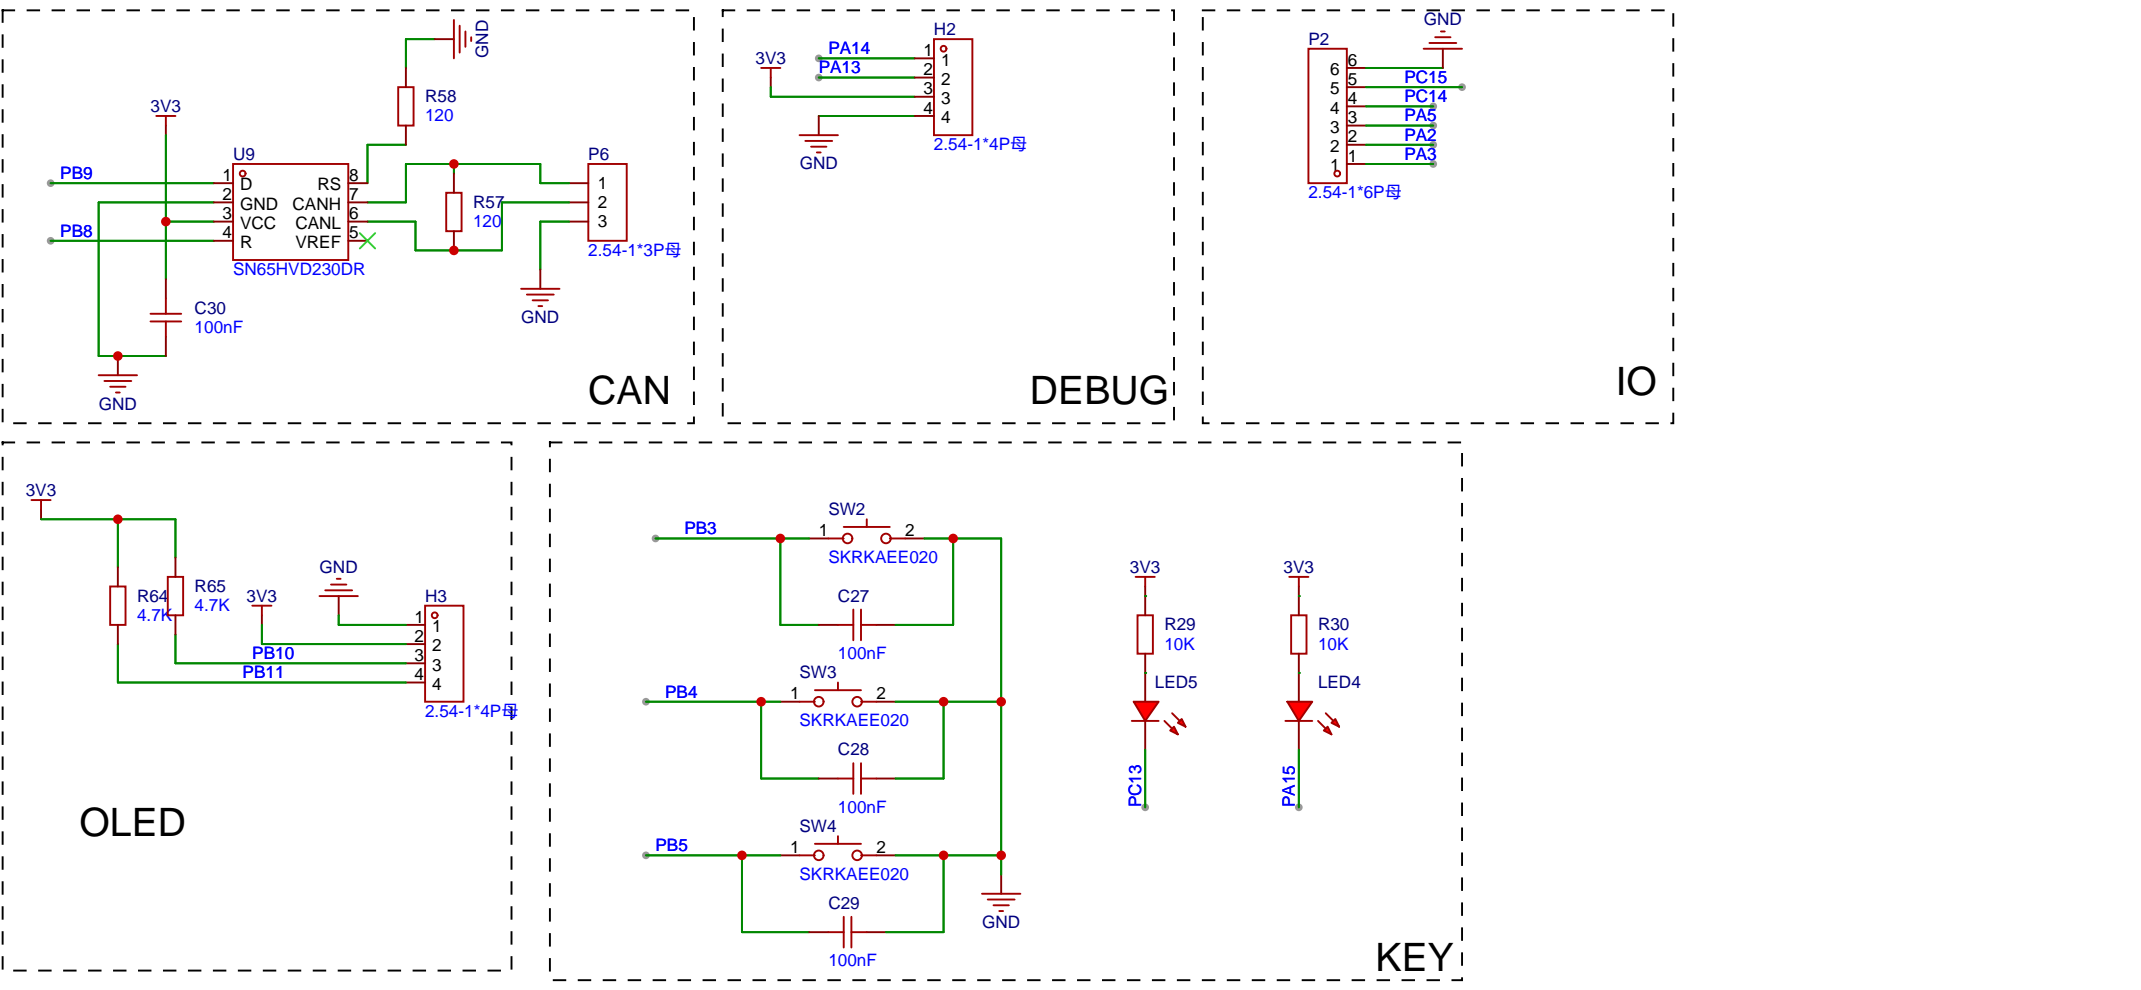 GND
R58
120
3V3
U9
PB9
PB8
1
2
3
4
D
GND
VCC
R
RS
CANH
CANL
VREF
8
7
6
5
SN65HVD230DR
R57
120
P6
1
2
3
2.54-1*3P母
GND
C30
100nF
GND
CAN
3V3
PA14
PA13
H2
1
2
3
4
1
2
3
4
2.54-1*4P母
GND
DEBUG
GND
P2
6
5
4
3
2
1
6
5
4
3
2
1
PC15
PC14
PA5
PA2
PA3
2.54-1*6P母
IO
3V3
R64
4.7K
R65
4.7K
3V3
GND
PB10
PB11
H3
1
2
3
4
1
2
3
4
2.54-1*4P母
OLED
PB3
SW2
1
2
SKRKAEE020
C27
100nF
PB4
SW3
1
2
SKRKAEE020
C28
100nF
PB5
SW4
1
2
SKRKAEE020
C29
100nF
GND
3V3
R29
10K
LED5
PC13
3V3
R30
10K
LED4
PA15
KEY